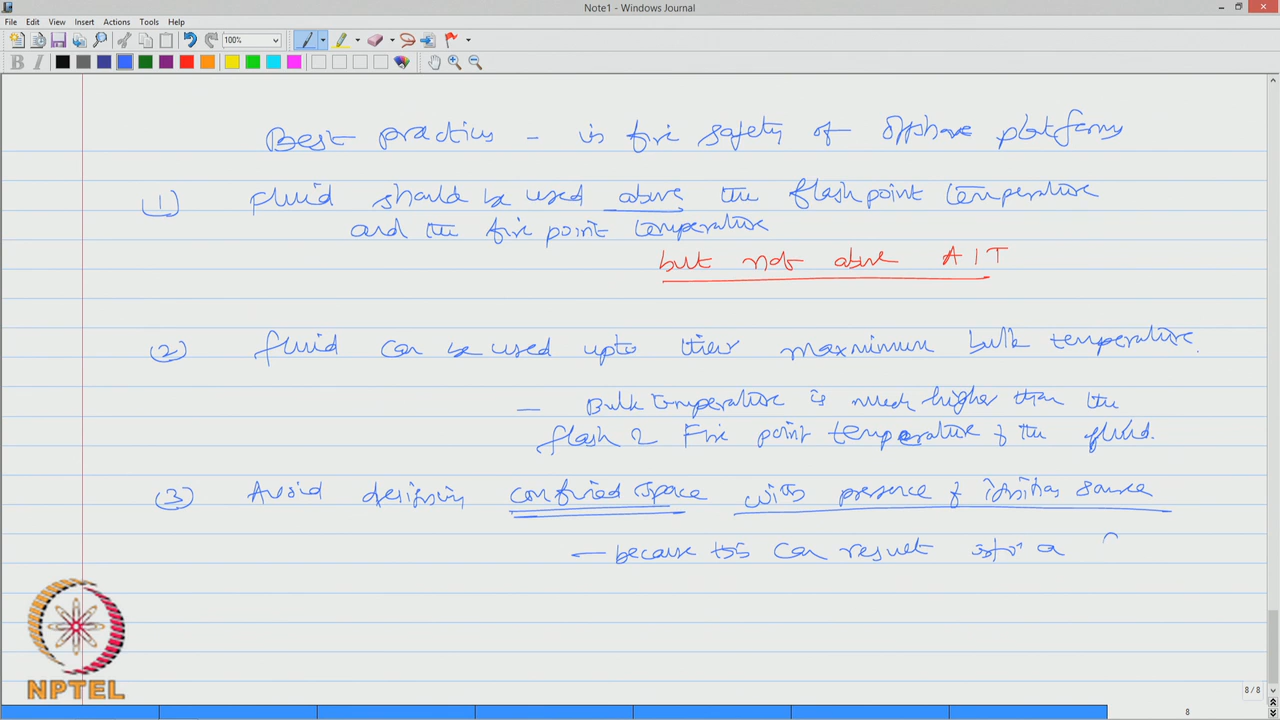 Note1 - Windows Journal
File Edit View Insert Actions Tools Help
100%
B I
Best practices - in fire safety of offshore platforms
(1) fluid should be used above the flashpoint temperature
and the fire point temperature
but not above AIT
(2) fluid can be used upto their maxmimum bulk temperature.
- Bulk temperature is much higher than the
flash & Fire point temperature of the fluid.
(3) Avoid designing confined space with presence of ignition source
- because this can result into a
NPTEL
8 / 8
8